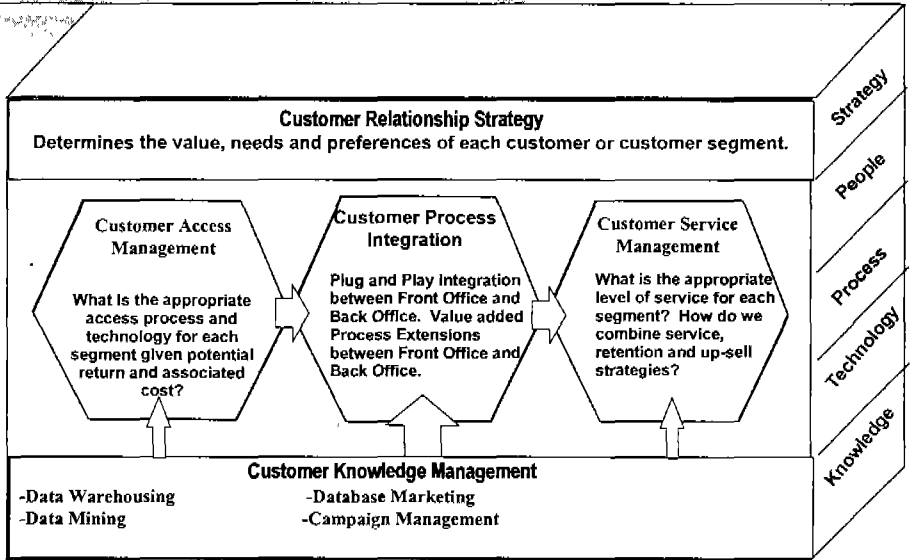 Customer Relationship Strategy
Determines the value, needs and preferences of each customer or customer segment.
Customer Access
Management
What is the appropriate
access process and
technology for each
segment given potential
return and associated
cost?
Customer Process
Integration
Plug and Play Integration
between Front Office and
Back Office. Value added
Process Extensions
between Front Office and
Back Office.
Customer Service
Management
What is the appropriate
level of service for each
segment? How do we
combine service,
retention and up-sell
strategies?
Customer Knowledge Management
-Data Warehousing
-Data Mining
-Database Marketing
-Campaign Management
Strategy
People
Process
Technology
Knowledge